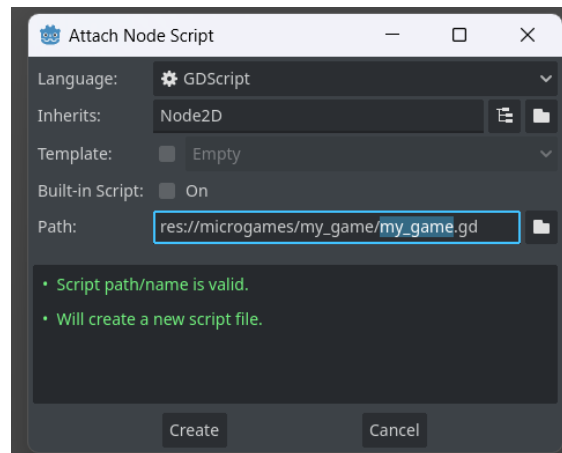 Attach Node Script
Language: GDScript
Inherits: Node2D
Template: Empty
Built-in Script: On
Path: res://microgames/my_game/my_game.gd
• Script path/name is valid.
• Will create a new script file.
Create Cancel